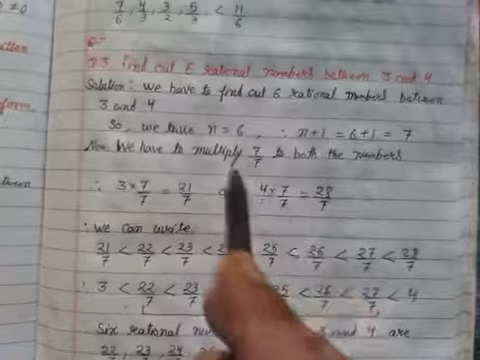 ≠ 0
7/6, 4/3, 3/2, 5/3 < 11/6
Q-
Find out 6 rational numbers between 3 and 4
Solution: we have to find out 6 rational numbers between
3 and 4
So, we take n = 6, ∴ n+1 = 6+1 = 7
Now We have to multiply 7/7 to both the numbers
∴ 3 × 7/7 = 21/7 4 × 7/7 = 28/7
∴ we can write
21/7 < 22/7 < 23/7 < 25/7 < 26/7 < 27/7 < 28/7
∴ 3 < 22/7 < 23/7 < 26/7 < 27/7 < 4
Six rational 3 and 4 are
22/7, 23/7, 24/7,
form.